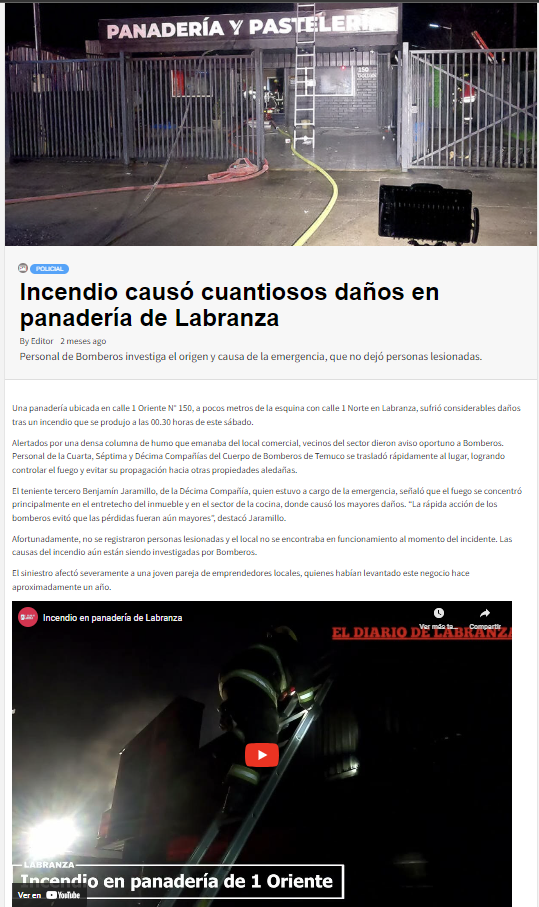 PANADERÍA Y PASTELERÍA
150
POLICIAL
Incendio causó cuantiosos daños en
panadería de Labranza
By Editor 2 meses ago
Personal de Bomberos investiga el origen y causa de la emergencia, que no dejó personas lesionadas.
Una panadería ubicada en calle 1 Oriente N° 150, a pocos metros de la esquina con calle 1 Norte en Labranza, sufrió considerables daños
tras un incendio que se produjo a las 00.30 horas de este sábado.
Alertados por una densa columna de humo que emanaba del local comercial, vecinos del sector dieron aviso oportuno a Bomberos.
Personal de la Cuarta, Séptima y Décima Compañías del Cuerpo de Bomberos de Temuco se trasladó rápidamente al lugar, logrando
controlar el fuego y evitar su propagación hacia otras propiedades aledañas.
El teniente tercero Benjamín Jaramillo, de la Décima Compañía, quien estuvo a cargo de la emergencia, señaló que el fuego se concentró
principalmente en el entretecho del inmueble y en el sector de la cocina, donde causó los mayores daños. “La rápida acción de los
bomberos evitó que las pérdidas fueran aún mayores”, destacó Jaramillo.
Afortunadamente, no se registraron personas lesionadas y el local no se encontraba en funcionamiento al momento del incidente. Las
causas del incendio aún están siendo investigadas por Bomberos.
El siniestro afectó severamente a una joven pareja de emprendedores locales, quienes habían levantado este negocio hace
aproximadamente un año.
Incendio en panadería de Labranza
Ver más ta... Compartir
EL DIARIO DE LABRANZA
LABRANZA
Incendio en panadería de 1 Oriente
Ver en YouTube